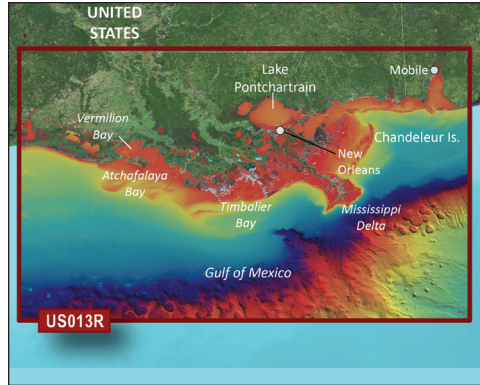 UNITED
STATES
Lake
Pontchartrain
Mobile
Vermilion
Bay
Chandeleur Is.
New
Orleans
Atchafalaya
Bay
Timbalier
Bay
Mississippi
Delta
Gulf of Mexico
US013R